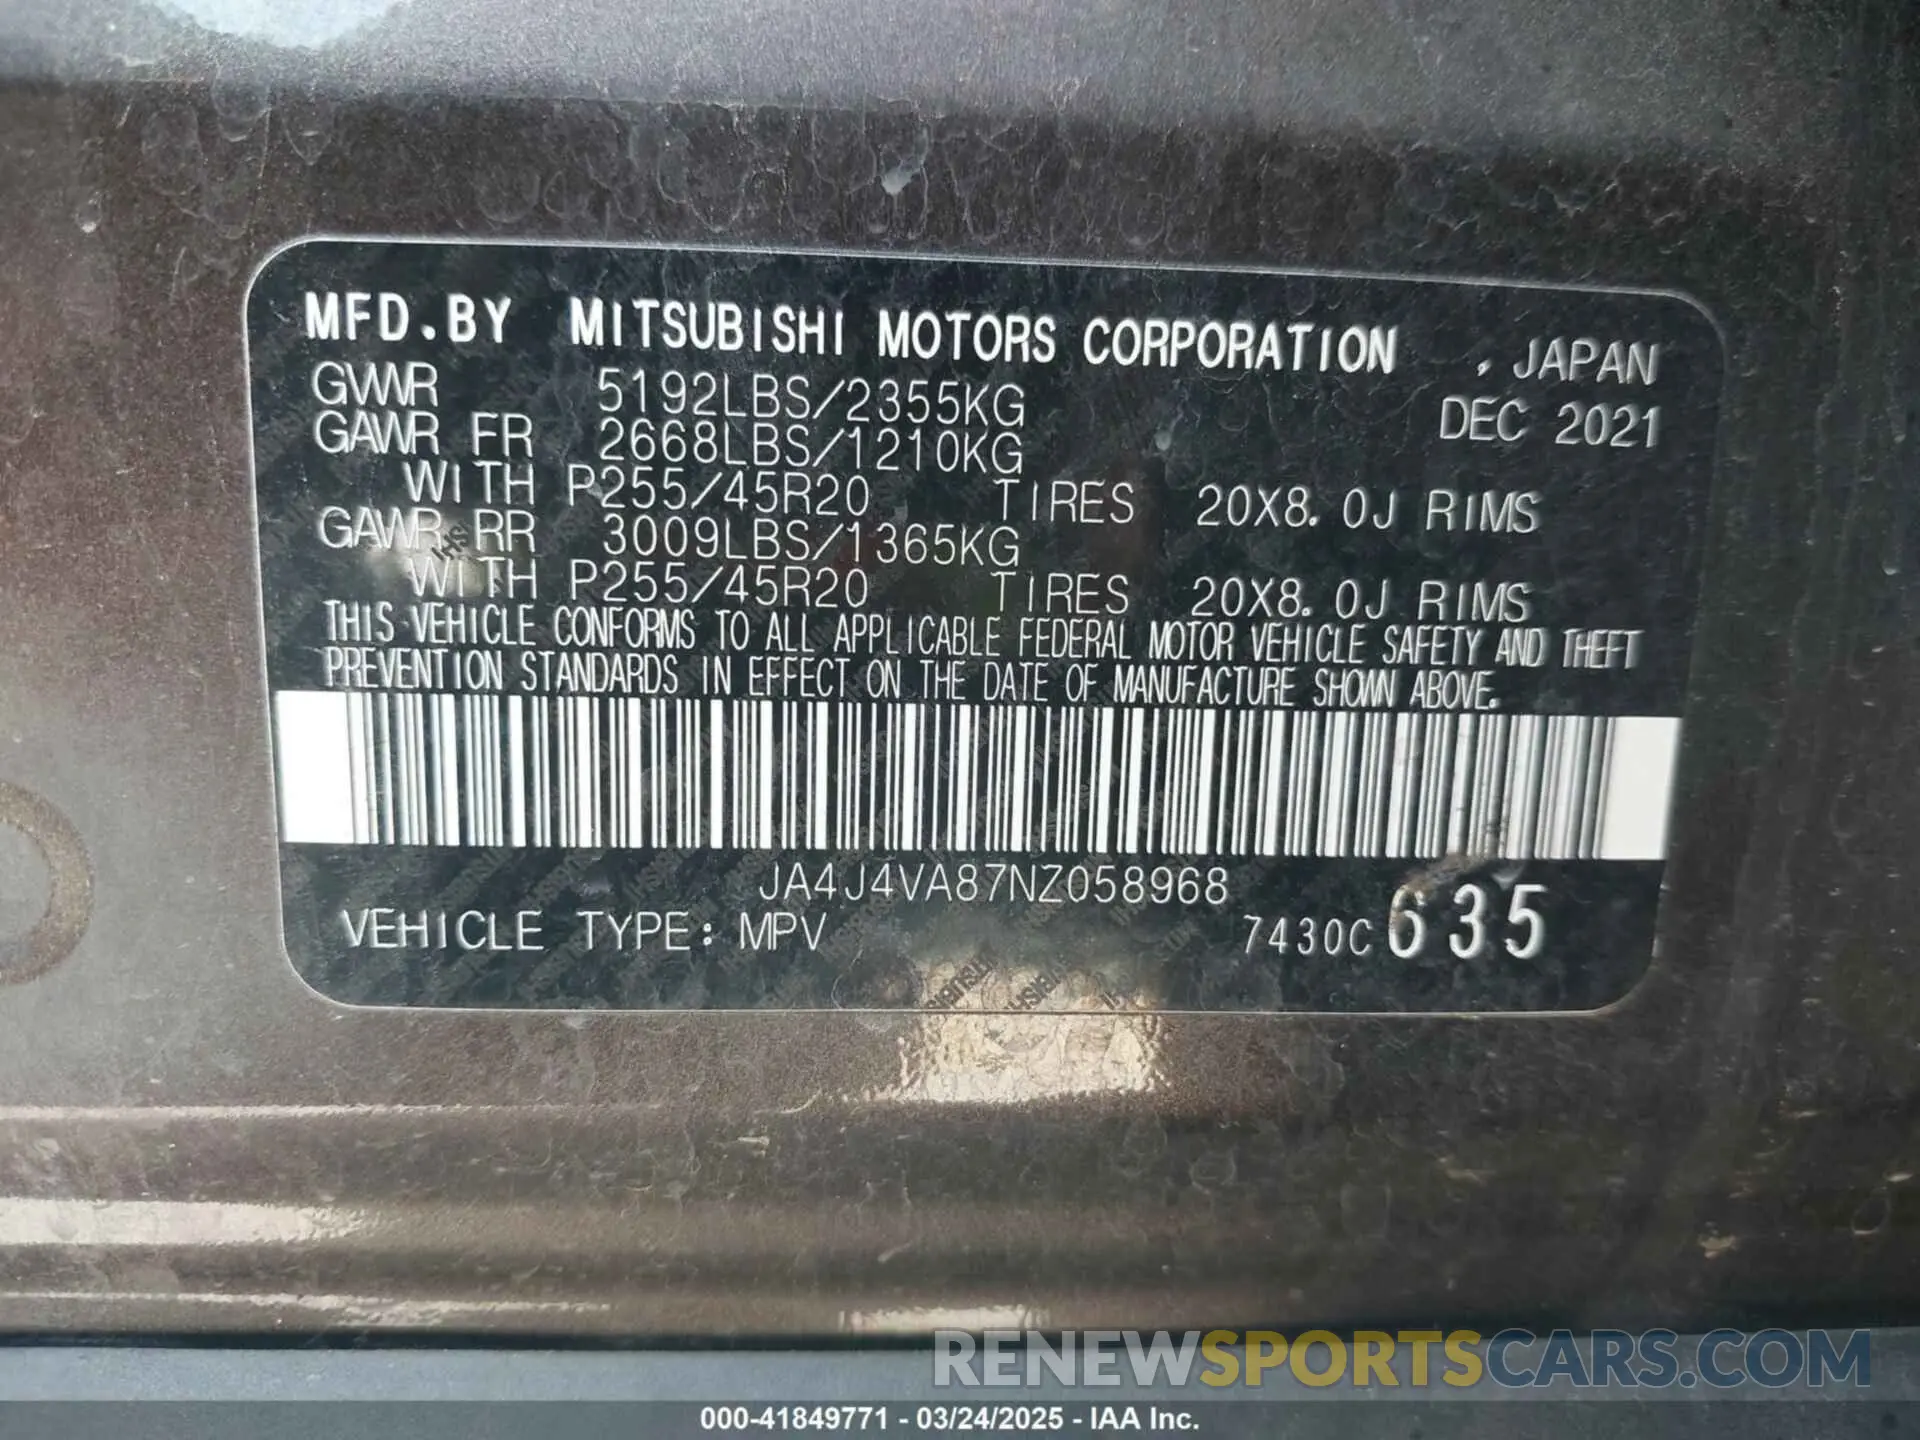 MFD.BY MITSUBISHI MOTORS CORPORATION , JAPAN
GVWR 5192LBS/2355KG DEC 2021
GAWR FR 2668LBS/1210KG
WITH P255/45R20 TIRES 20X8.0J RIMS
GAWR RR 3009LBS/1365KG
WITH P255/45R20 TIRES 20X8.0J RIMS
THIS VEHICLE CONFORMS TO ALL APPLICABLE FEDERAL MOTOR VEHICLE SAFETY AND THEFT
PREVENTION STANDARDS IN EFFECT ON THE DATE OF MANUFACTURE SHOWN ABOVE.
JA4J4VA87NZ058968
VEHICLE TYPE: MPV 7430C 635
RENEWSPORTSCARS.COM
000-41849771 - 03/24/2025 - IAA Inc.